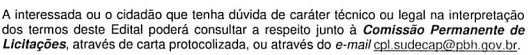 A interessada ou o cidadão que tenha dúvida de caráter técnico ou legal na interpretação
dos termos deste Edital poderá consultar a respeito junto à Comissão Permanente de
Licitações, através de carta protocolizada, ou através do e-mail cpl.sudecap@pbh.gov.br.